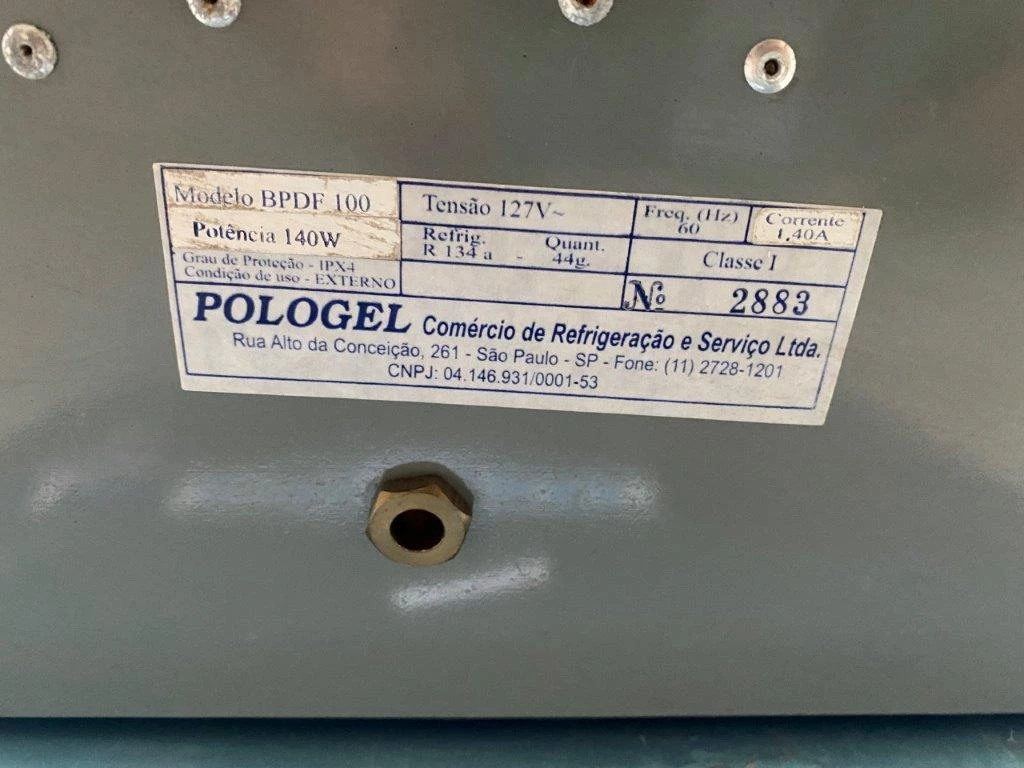 Modelo BPDF 100
Potência 140W
Grau de Proteção - IPX4
Condição de uso - EXTERNO
Tensão 127V~
Refrig. Quant.
R 134 a - 44g.
Freq. (Hz)
60
Corrente
1,40A
Classe I
Nº 2883
POLOGEL Comércio de Refrigeração e Serviço Ltda.
Rua Alto da Conceição, 261 - São Paulo - SP - Fone: (11) 2728-1201
CNPJ: 04.146.931/0001-53